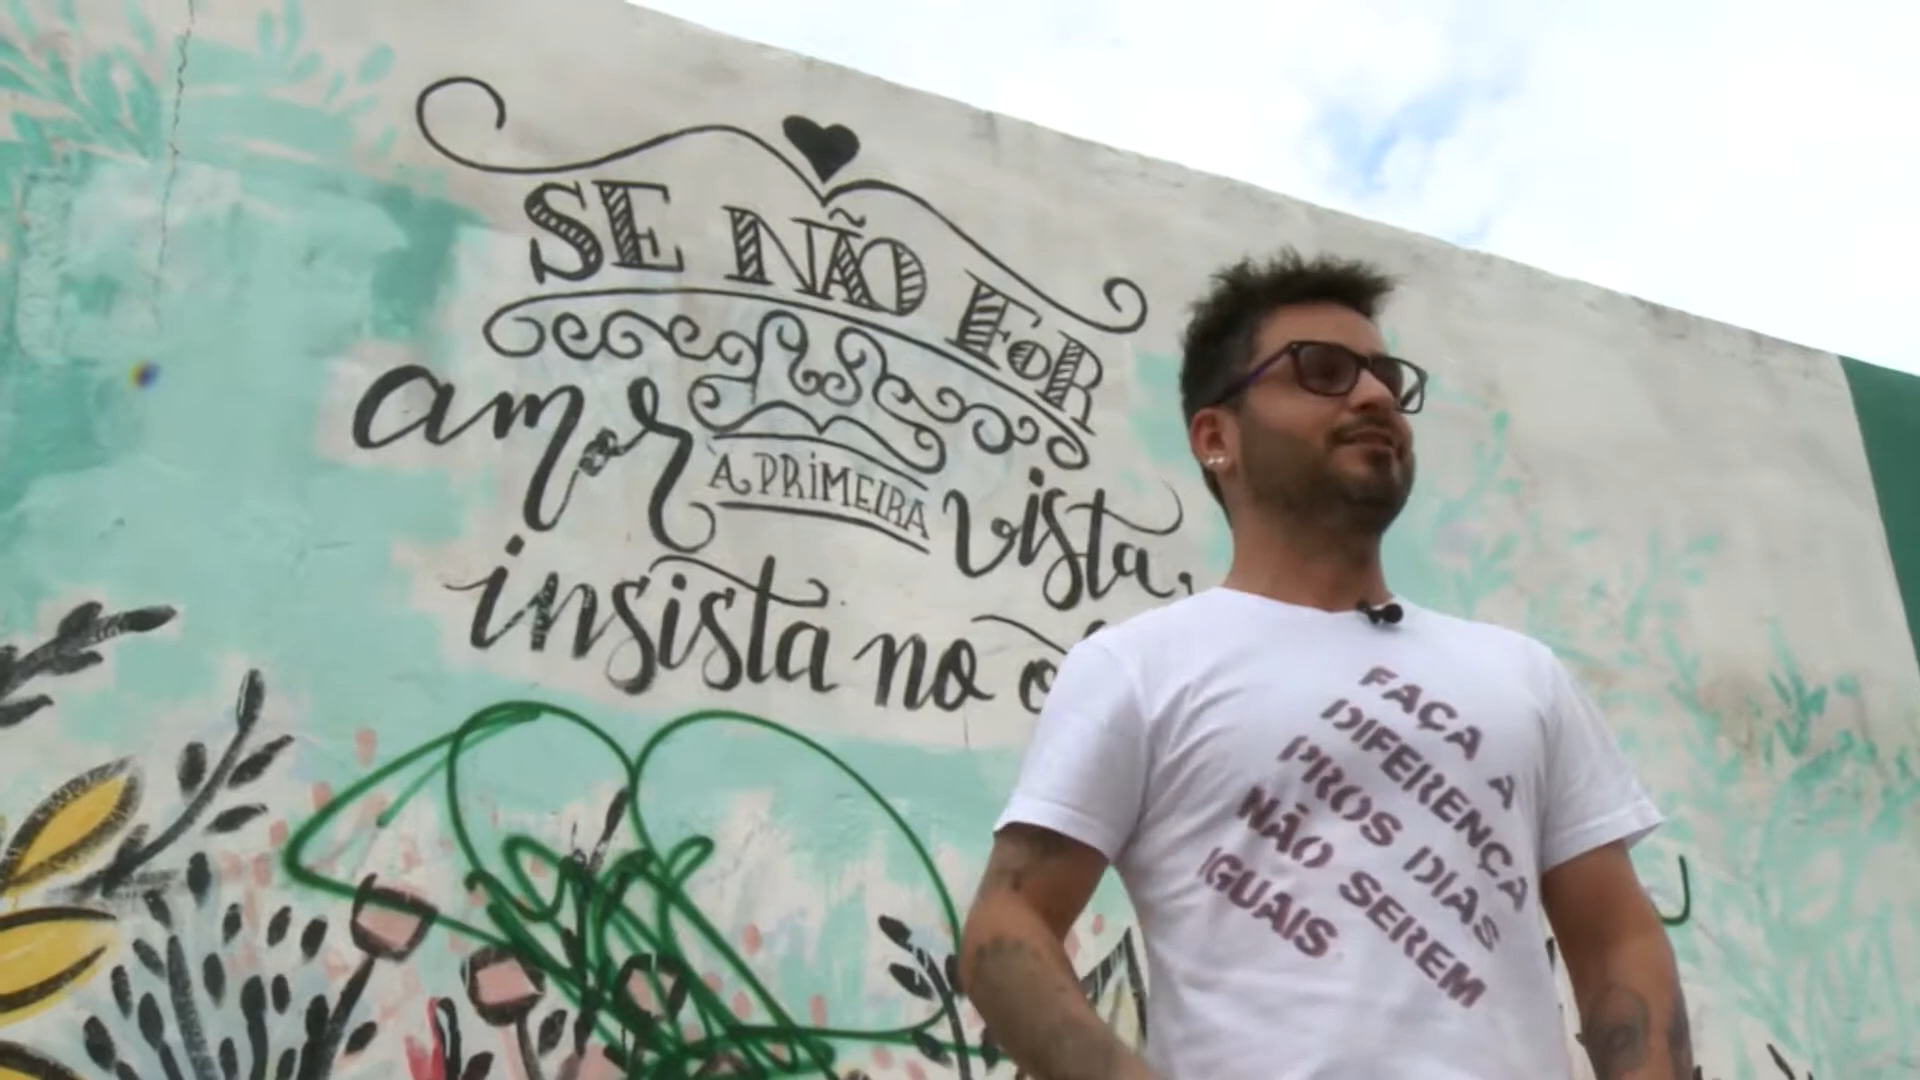 SE NÃO FOR
amor À PRIMEIRA vista,
insista no
FAÇA A
DIFERENÇA
PROS DIAS
NÃO SEREM
IGUAIS